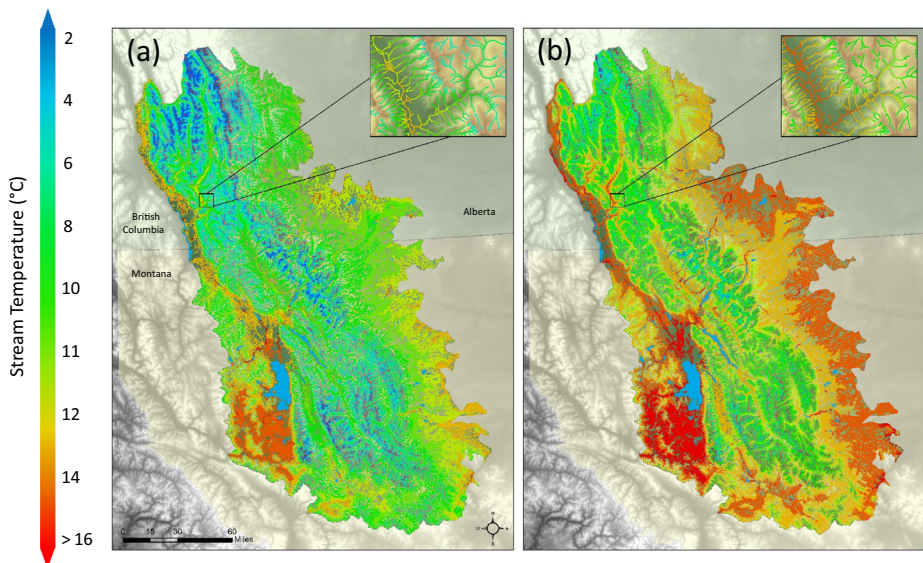 Stream Temperature (°C)
2
4
6
8
10
11
12
14
> 16
(a)
British
Columbia
Alberta
Montana
0 15 30 60
Miles
N
S
(b)